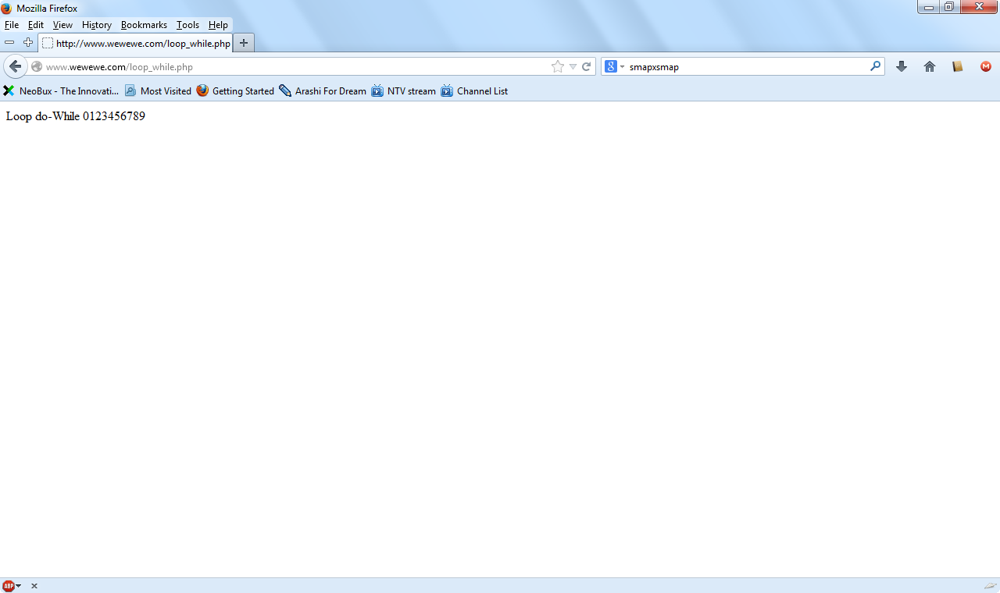 Mozilla Firefox
File Edit View History Bookmarks Tools Help
http://www.wewewe.com/loop_while.php
www.wewewe.com/loop_while.php
8 smapxsmap
M
NeoBux - The Innovati... Most Visited Getting Started Arashi For Dream NTV stream Channel List
Loop do-While 0123456789
ABP